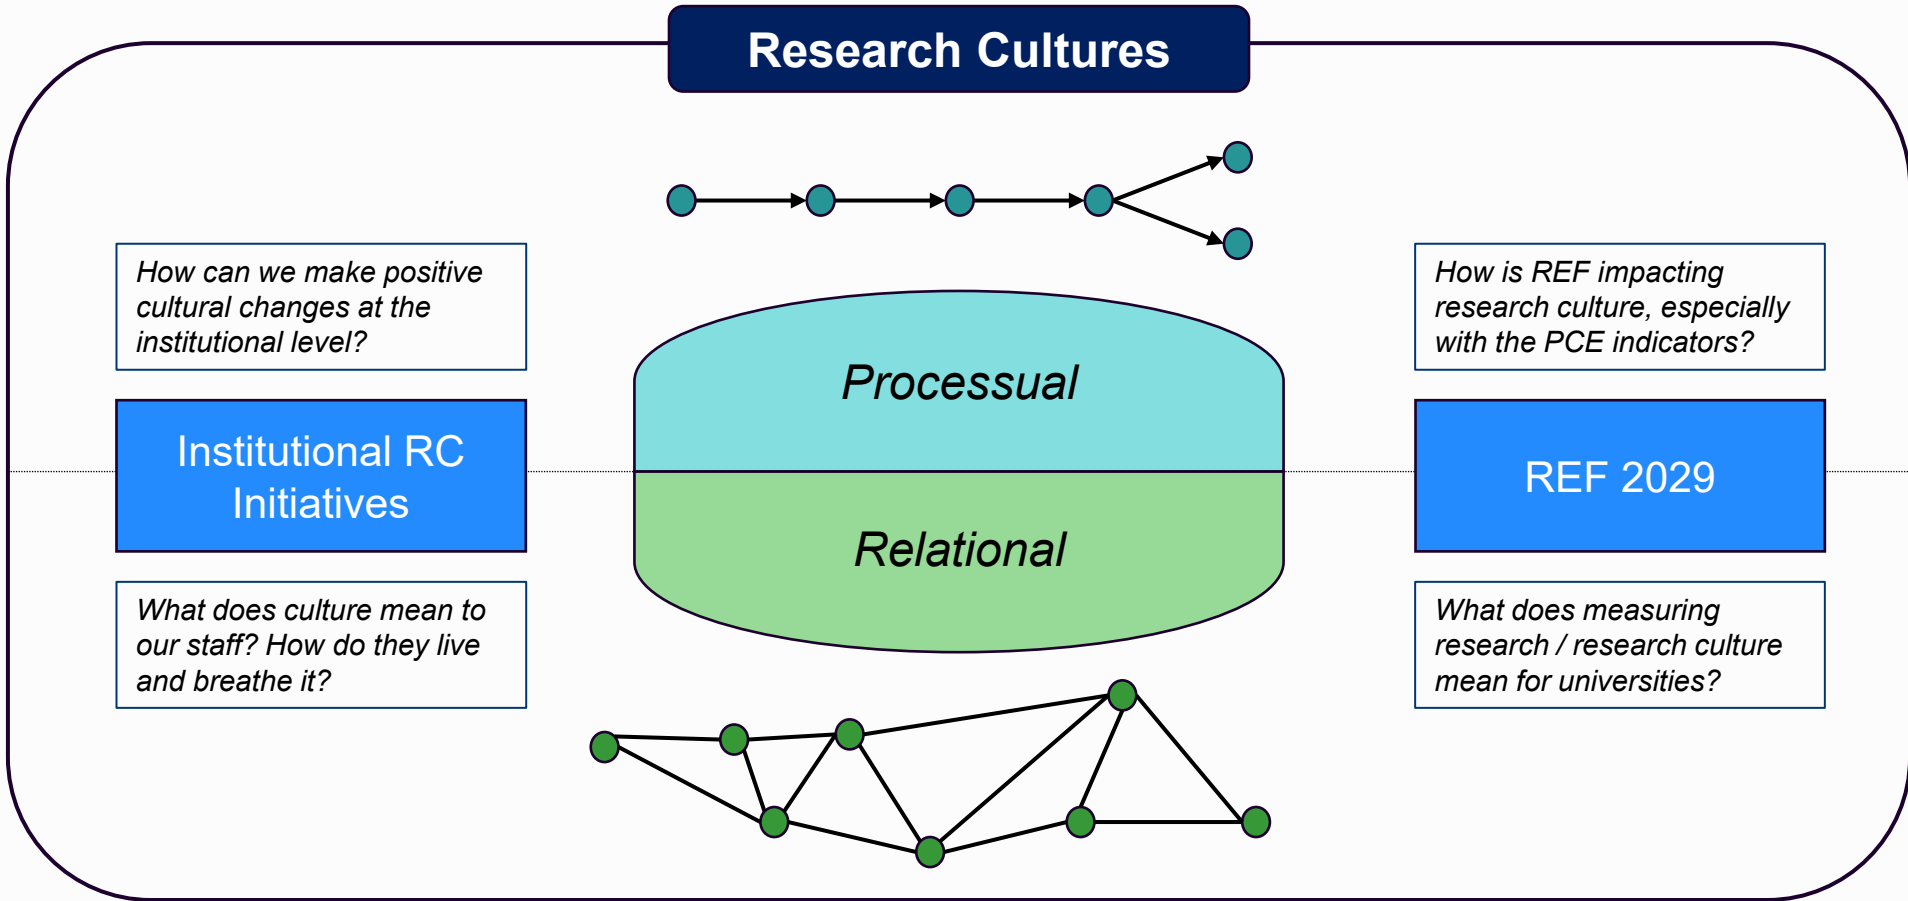 Research Cultures
How can we make positive
cultural changes at the
institutional level?
Institutional RC
Initiatives
What does culture mean to
our staff? How do they live
and breathe it?
Processual
Relational
How is REF impacting
research culture, especially
with the PCE indicators?
REF 2029
What does measuring
research / research culture
mean for universities?